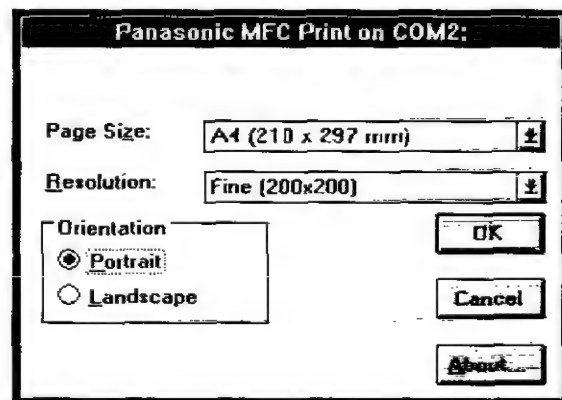 Panasonic MFC Print on COM2:
Page Size: A4 (210 x 297 mm)
Resolution: Fine (200x200)
Orientation
Portrait
Landscape
OK
Cancel
About...